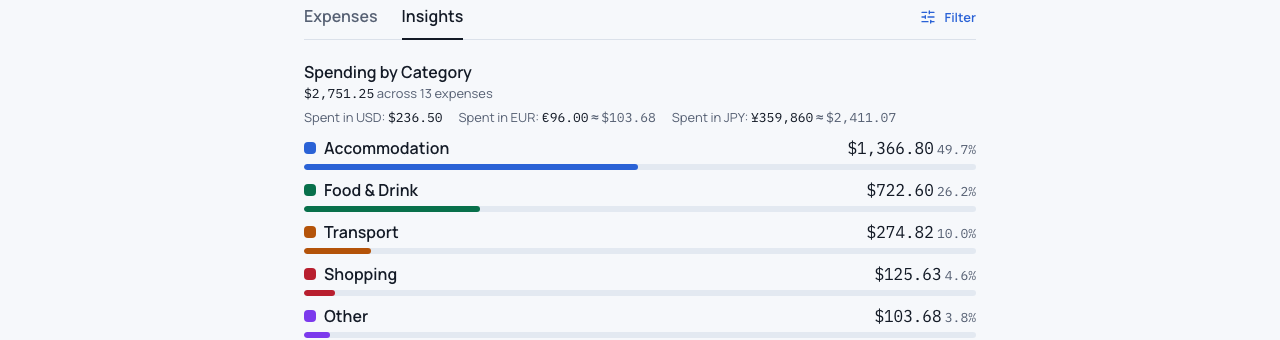 Expenses Insights Filter
Spending by Category
$2,751.25 across 13 expenses
Spent in USD: $236.50 Spent in EUR: €96.00 ≈ $103.68 Spent in JPY: ¥359,860 ≈ $2,411.07
Accommodation $1,366.80 49.7%
Food & Drink $722.60 26.2%
Transport $274.82 10.0%
Shopping $125.63 4.6%
Other $103.68 3.8%